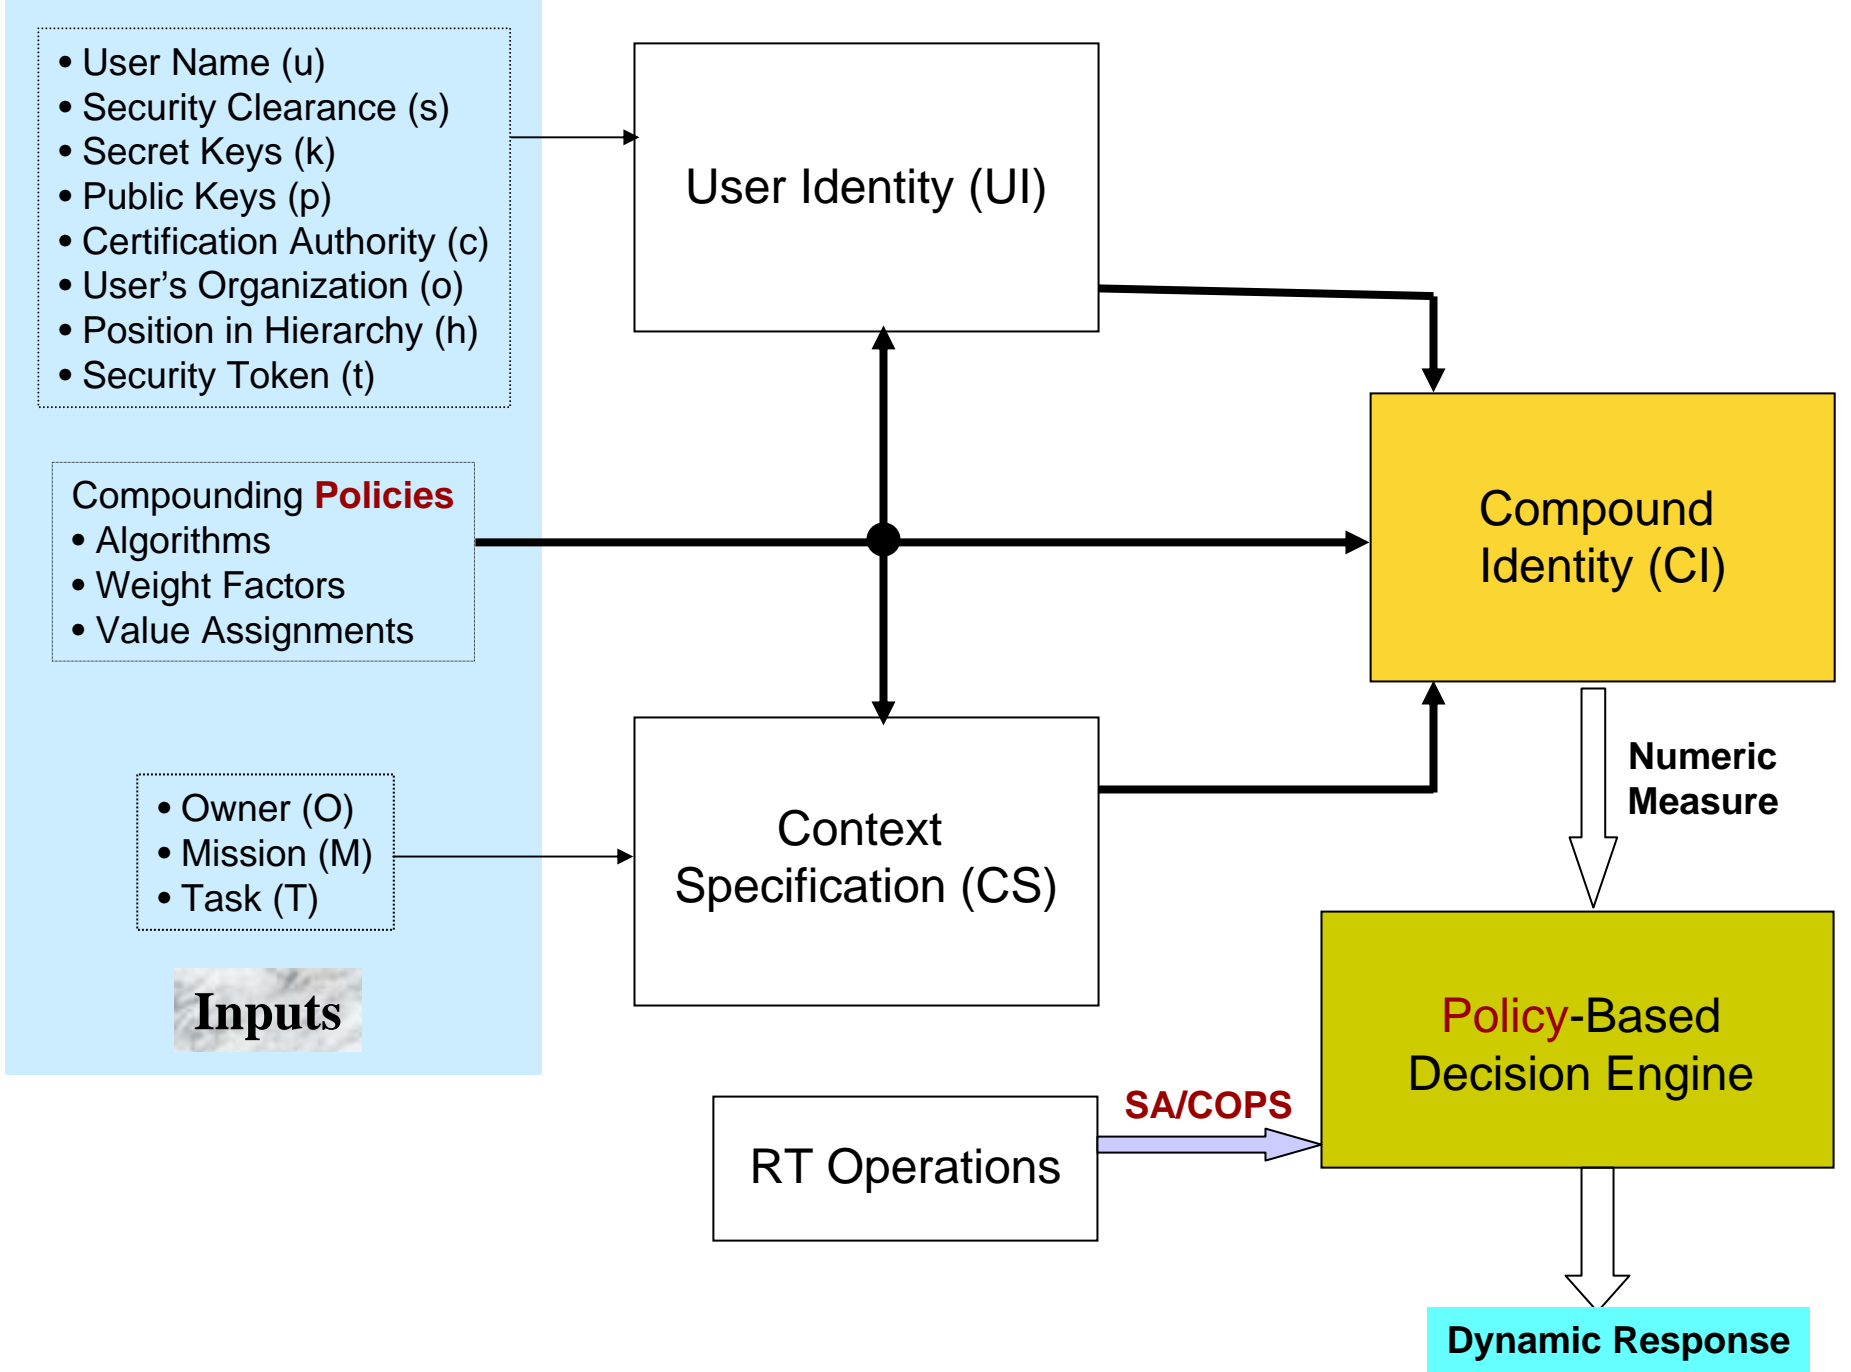 • User Name (u)
• Security Clearance (s)
• Secret Keys (k)
• Public Keys (p)
• Certification Authority (c)
• User’s Organization (o)
• Position in Hierarchy (h)
• Security Token (t)
User Identity (UI)
Compounding Policies
• Algorithms
• Weight Factors
• Value Assignments
Compound
Identity (CI)
• Owner (O)
• Mission (M)
• Task (T)
Context
Specification (CS)
Numeric
Measure
Inputs
Policy-Based
Decision Engine
SA/COPS
RT Operations
Dynamic Response